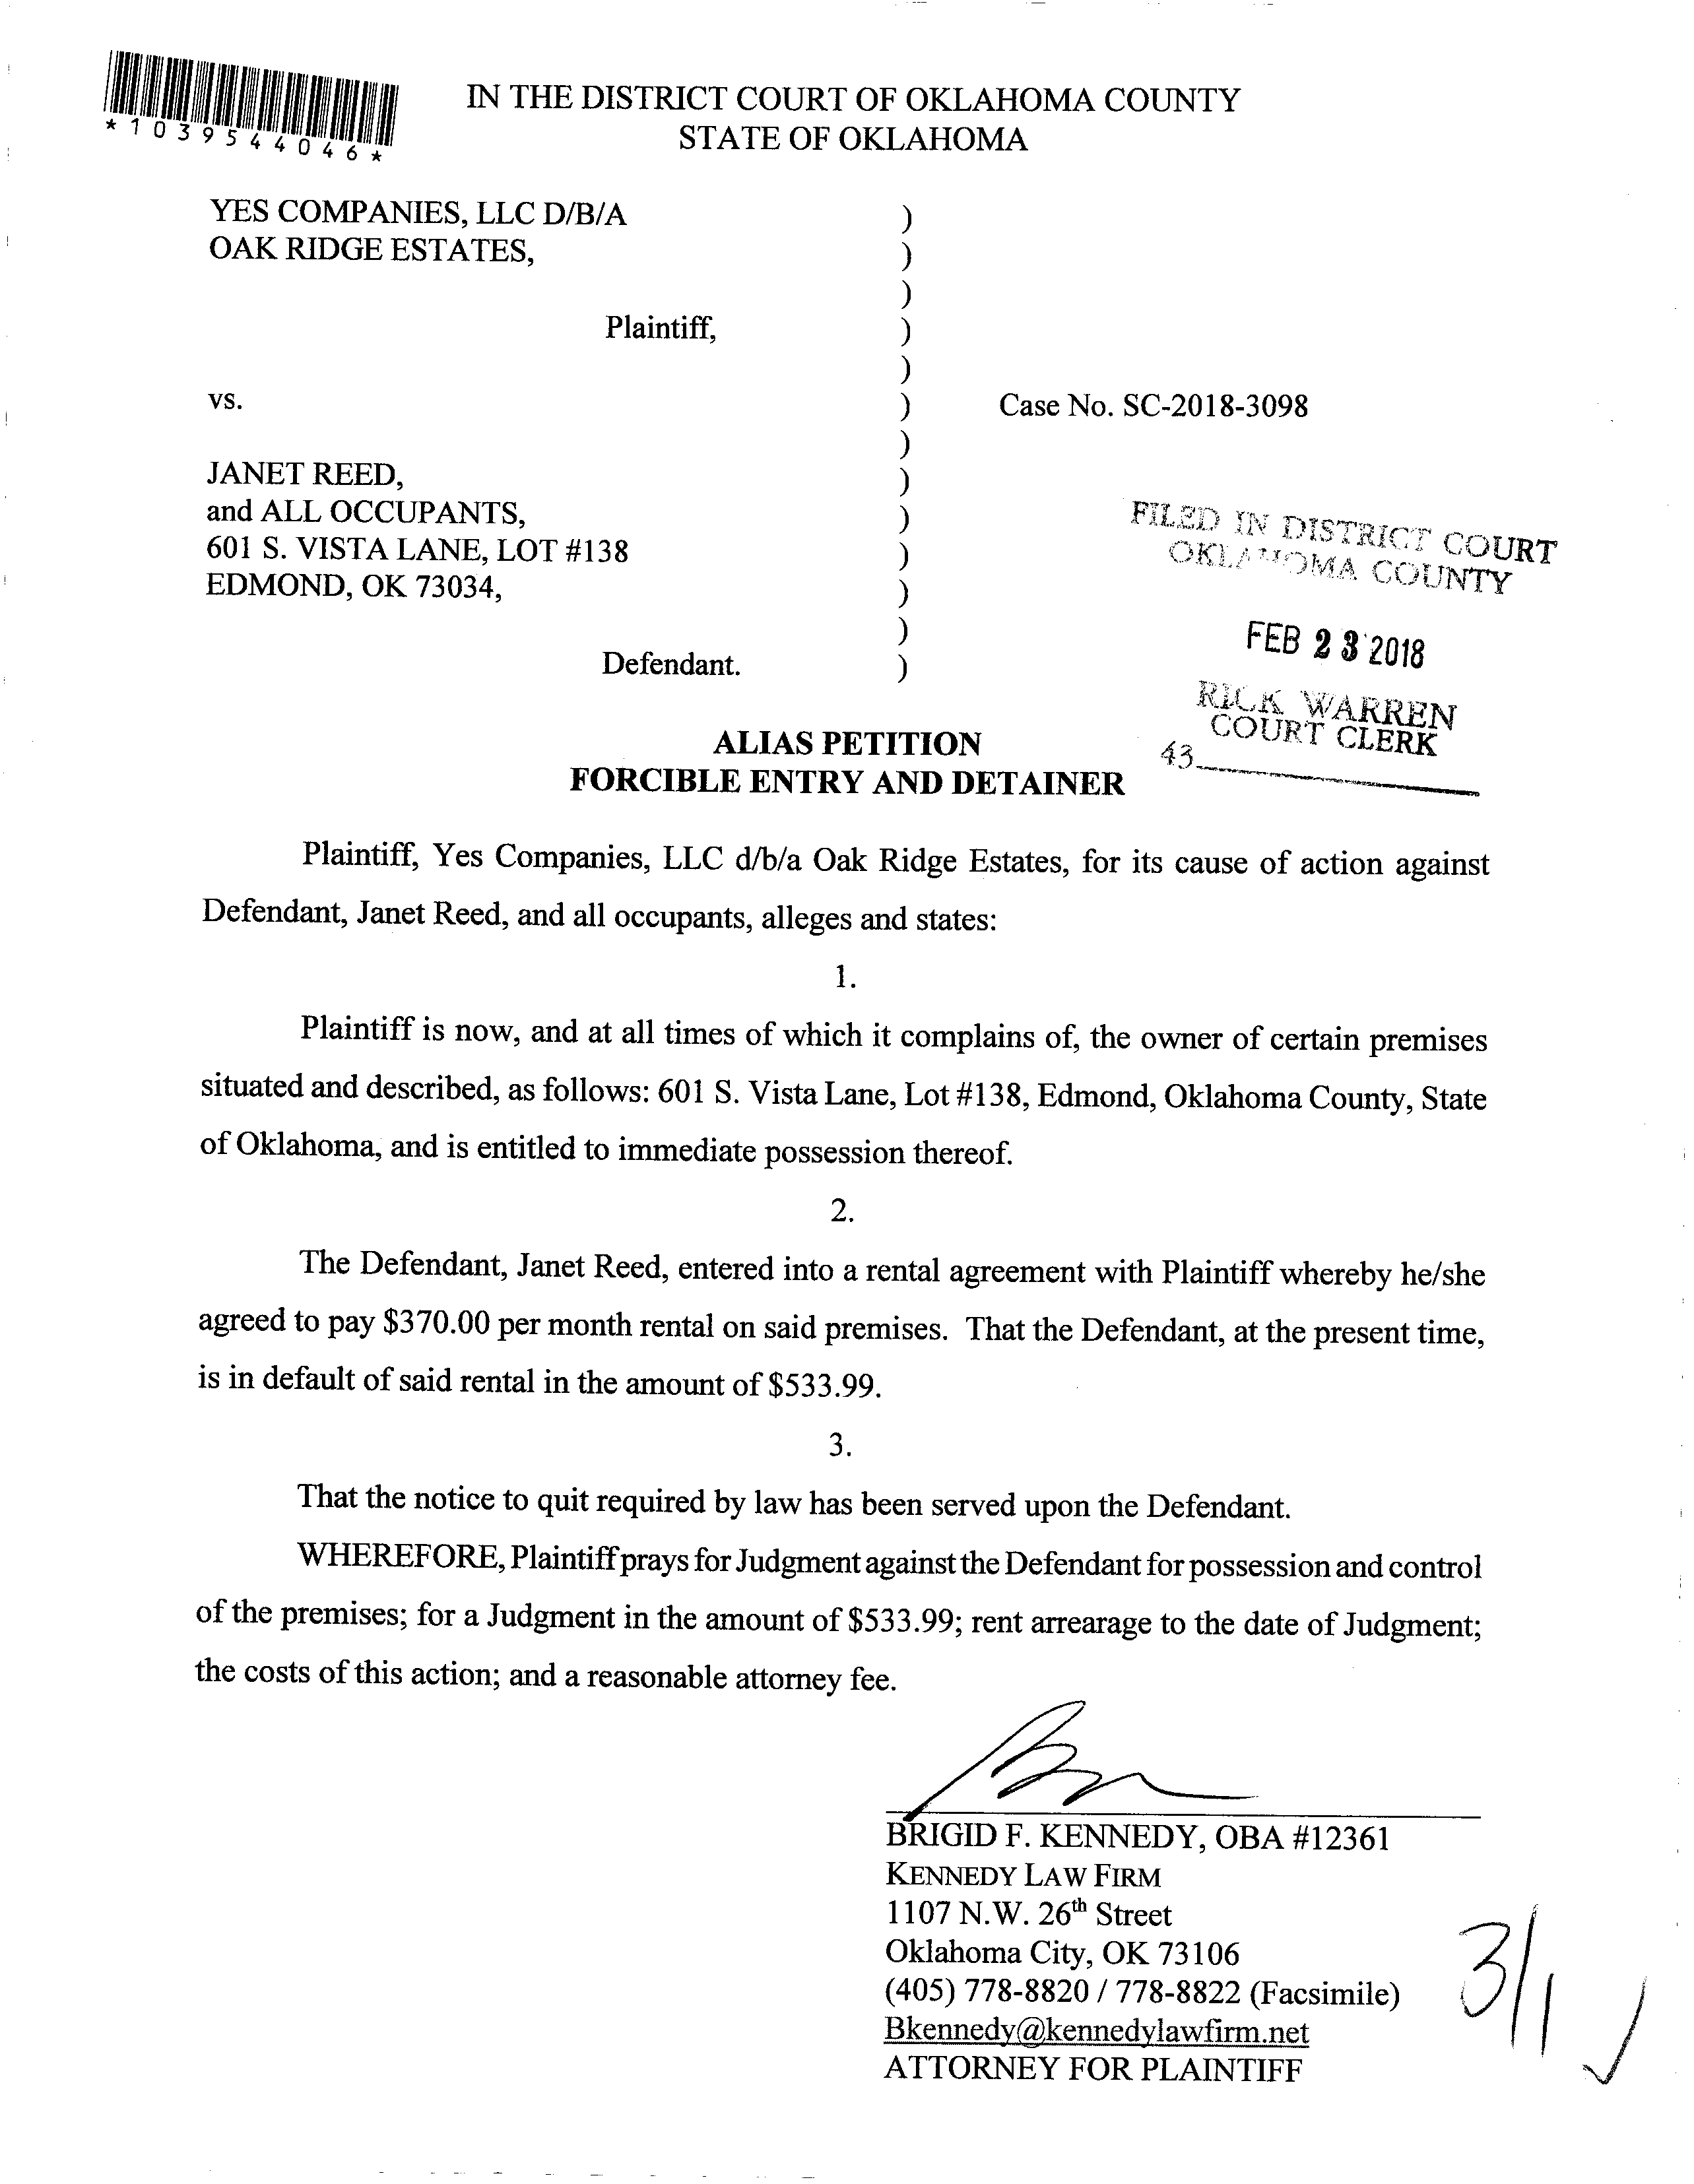 *1039544046*
IN THE DISTRICT COURT OF OKLAHOMA COUNTY
STATE OF OKLAHOMA
YES COMPANIES, LLC D/B/A )
OAK RIDGE ESTATES, )
)
Plaintiff, )
)
vs. ) Case No. SC-2018-3098
)
JANET REED, )
and ALL OCCUPANTS, )
601 S. VISTA LANE, LOT #138 )
EDMOND, OK 73034, )
)
Defendant. )
FILED IN DISTRICT COURT
OKLAHOMA COUNTY
FEB 23 2018
RICK WARREN
COURT CLERK
43
ALIAS PETITION
FORCIBLE ENTRY AND DETAINER
Plaintiff, Yes Companies, LLC d/b/a Oak Ridge Estates, for its cause of action against
Defendant, Janet Reed, and all occupants, alleges and states:
1.
Plaintiff is now, and at all times of which it complains of, the owner of certain premises
situated and described, as follows: 601 S. Vista Lane, Lot #138, Edmond, Oklahoma County, State
of Oklahoma, and is entitled to immediate possession thereof.
2.
The Defendant, Janet Reed, entered into a rental agreement with Plaintiff whereby he/she
agreed to pay $370.00 per month rental on said premises. That the Defendant, at the present time,
is in default of said rental in the amount of $533.99.
3.
That the notice to quit required by law has been served upon the Defendant.
WHEREFORE, Plaintiff prays for Judgment against the Defendant for possession and control
of the premises; for a Judgment in the amount of $533.99; rent arrearage to the date of Judgment;
the costs of this action; and a reasonable attorney fee.
BRIGID F. KENNEDY, OBA #12361
KENNEDY LAW FIRM
1107 N.W. 26th Street
Oklahoma City, OK 73106
(405) 778-8820 / 778-8822 (Facsimile)
Bkennedy@kennedylawfirm.net
ATTORNEY FOR PLAINTIFF
3/1 ✓